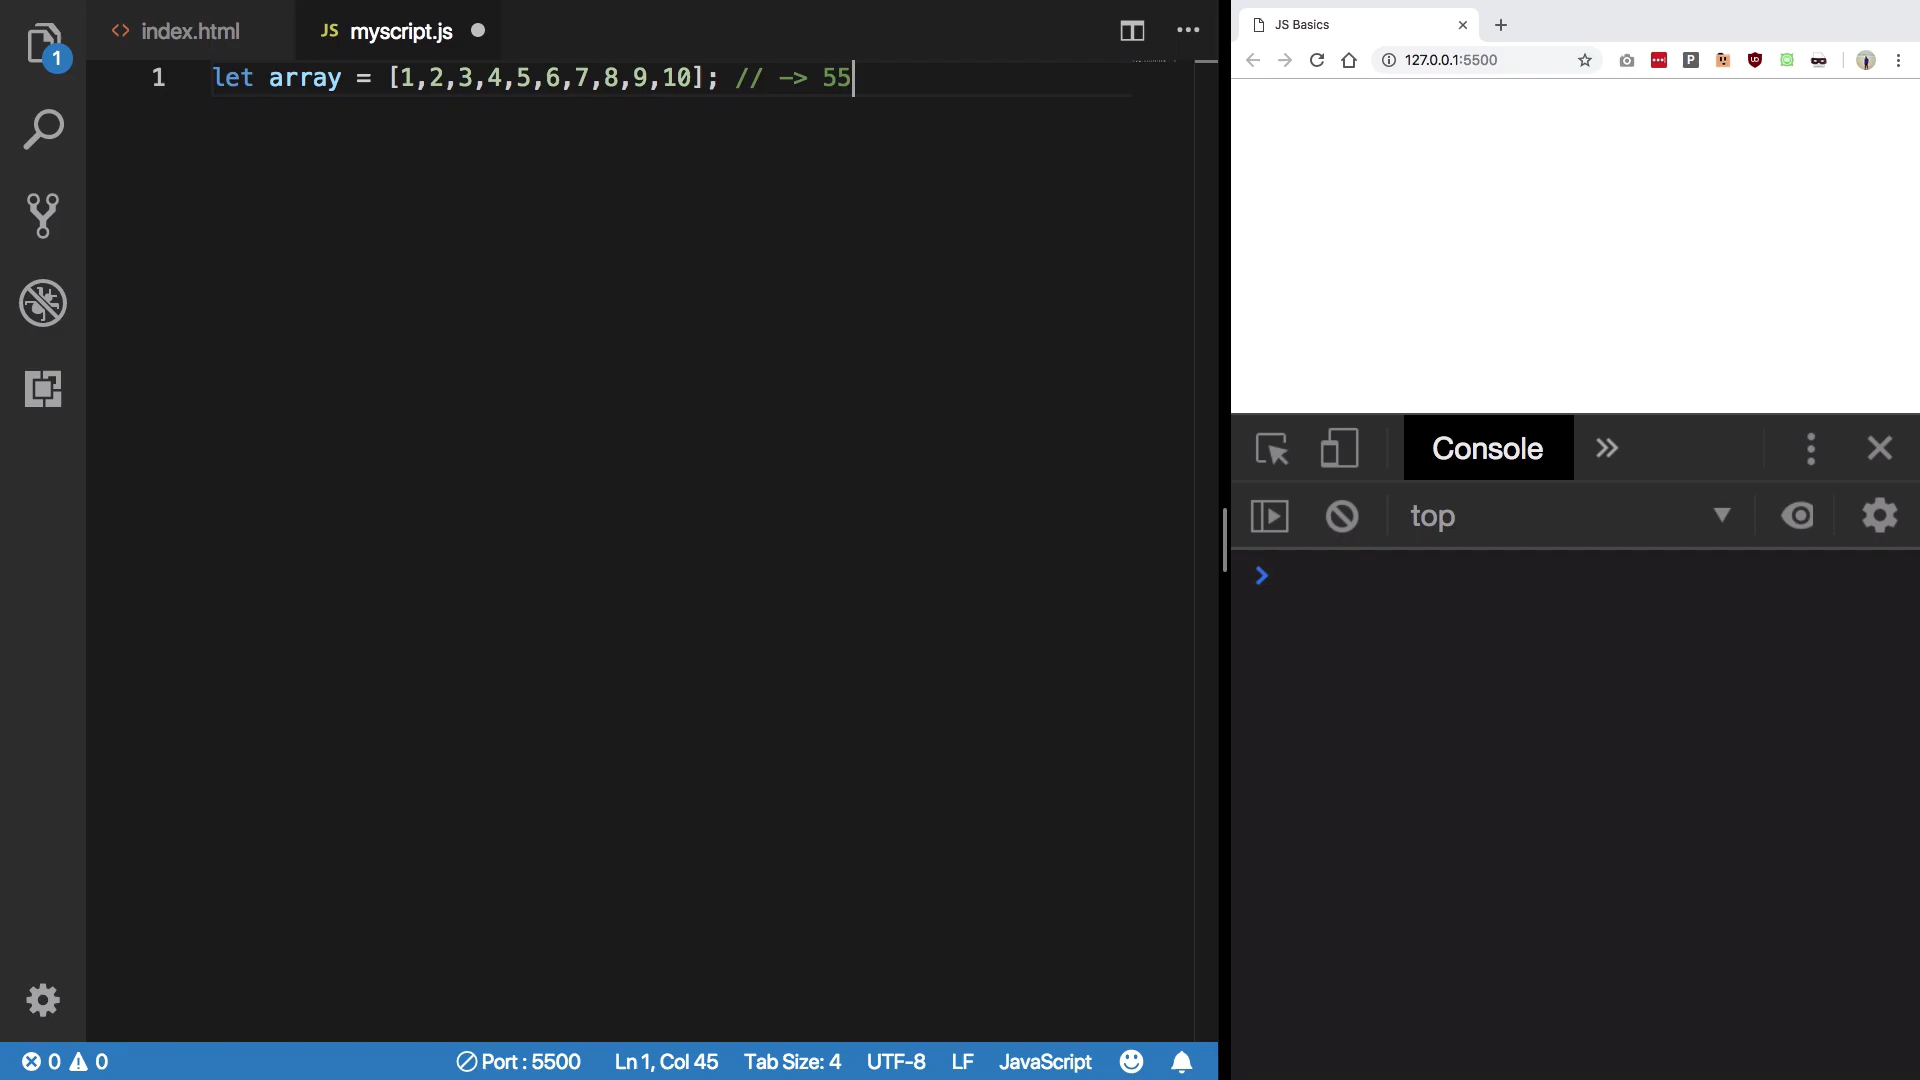 1
index.html
JS myscript.js
1 let array = [1,2,3,4,5,6,7,8,9,10]; // -> 55
0 0
Port : 5500
Ln 1, Col 45
Tab Size: 4
UTF-8
LF
JavaScript
JS Basics
127.0.0.1:5500
P
Console
top